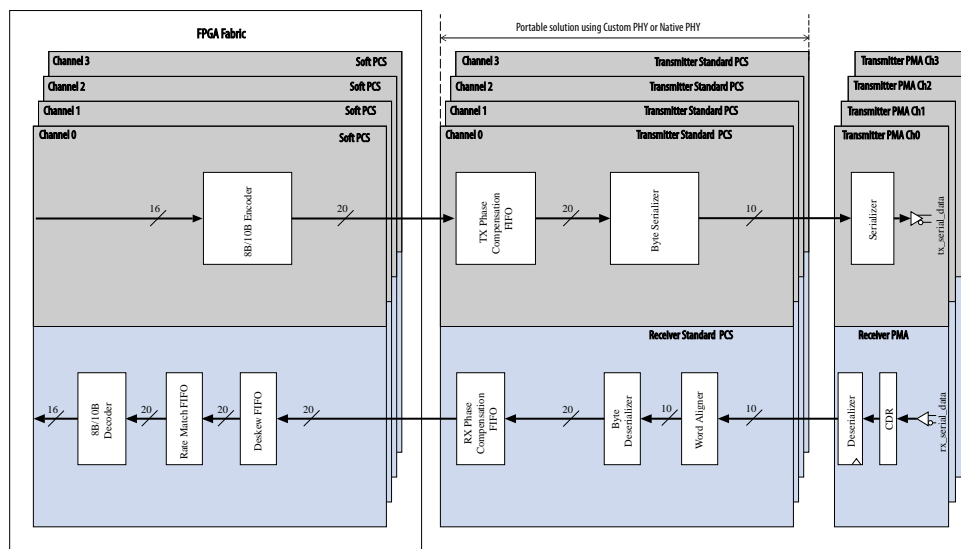 FPGA Fabric
Portable solution using Custom PHY or Native PHY
Channel 3
Soft PCS
Channel 3
Transmitter Standard PCS
Transmitter PMA Ch3
Channel 2
Soft PCS
Channel 2
Transmitter Standard PCS
Transmitter PMA Ch2
Channel 1
Soft PCS
Channel 1
Transmitter Standard PCS
Transmitter PMA Ch1
Channel 0
Soft PCS
Channel 0
Transmitter Standard PCS
Transmitter PMA Ch0
16
8B/10B Encoder
20
TX Phase
Compensation
FIFO
20
Byte Serializer
10
Serializer
tx_serial_data
Receiver Standard PCS
Receiver PMA
16
8B/10B
Decoder
20
Rate Match FIFO
20
Deskew FIFO
20
RX Phase
Compensation
FIFO
20
Byte
Deserializer
10
Word Aligner
10
Deserializer
CDR
rx_serial_data